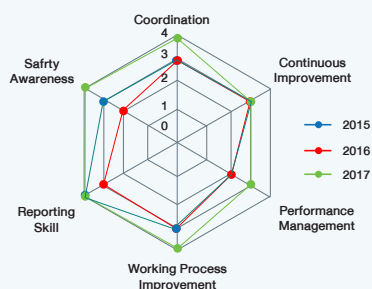 Coordination
4
3
2
1
0
Safrty
Awareness
Continuous
Improvement
2015
2016
2017
Reporting
Skill
Performance
Management
Working Process
Improvement